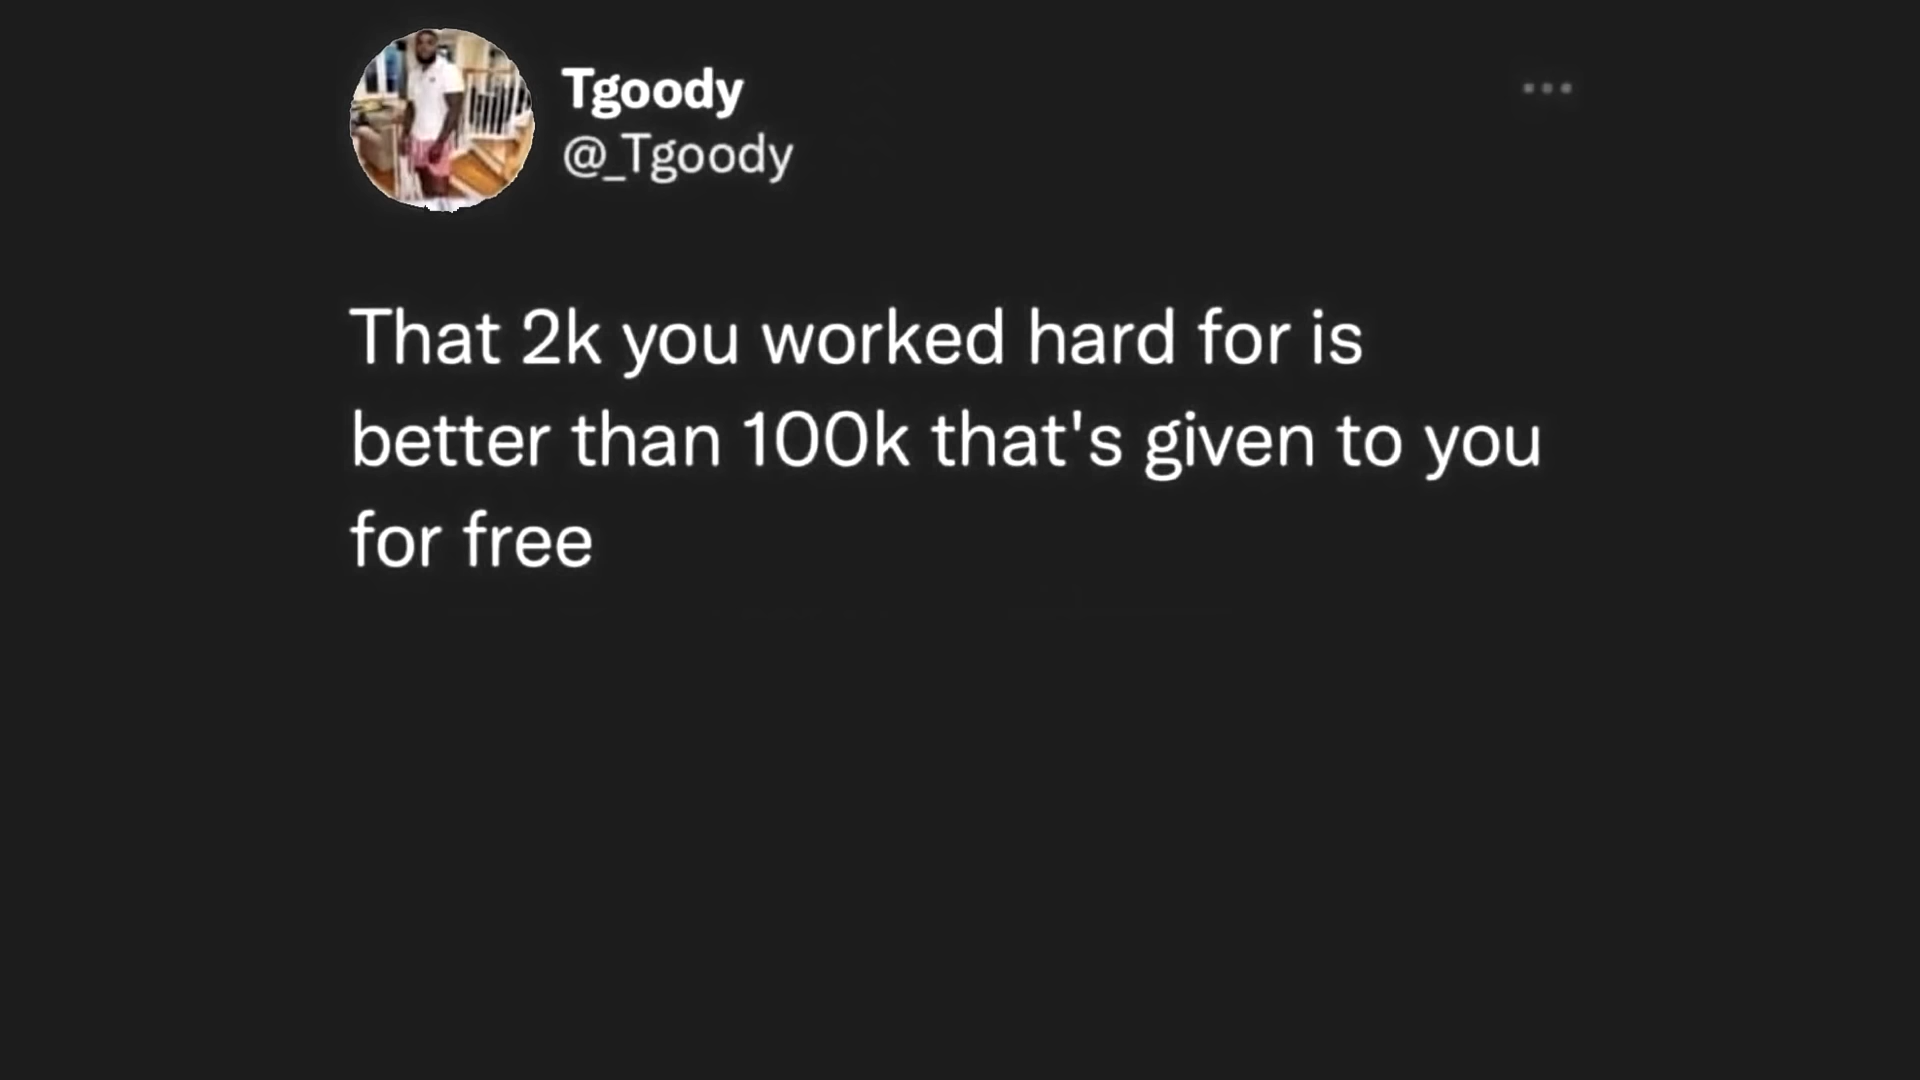 Tgoody
@_Tgoody
That 2k you worked hard for is
better than 100k that's given to you
for free